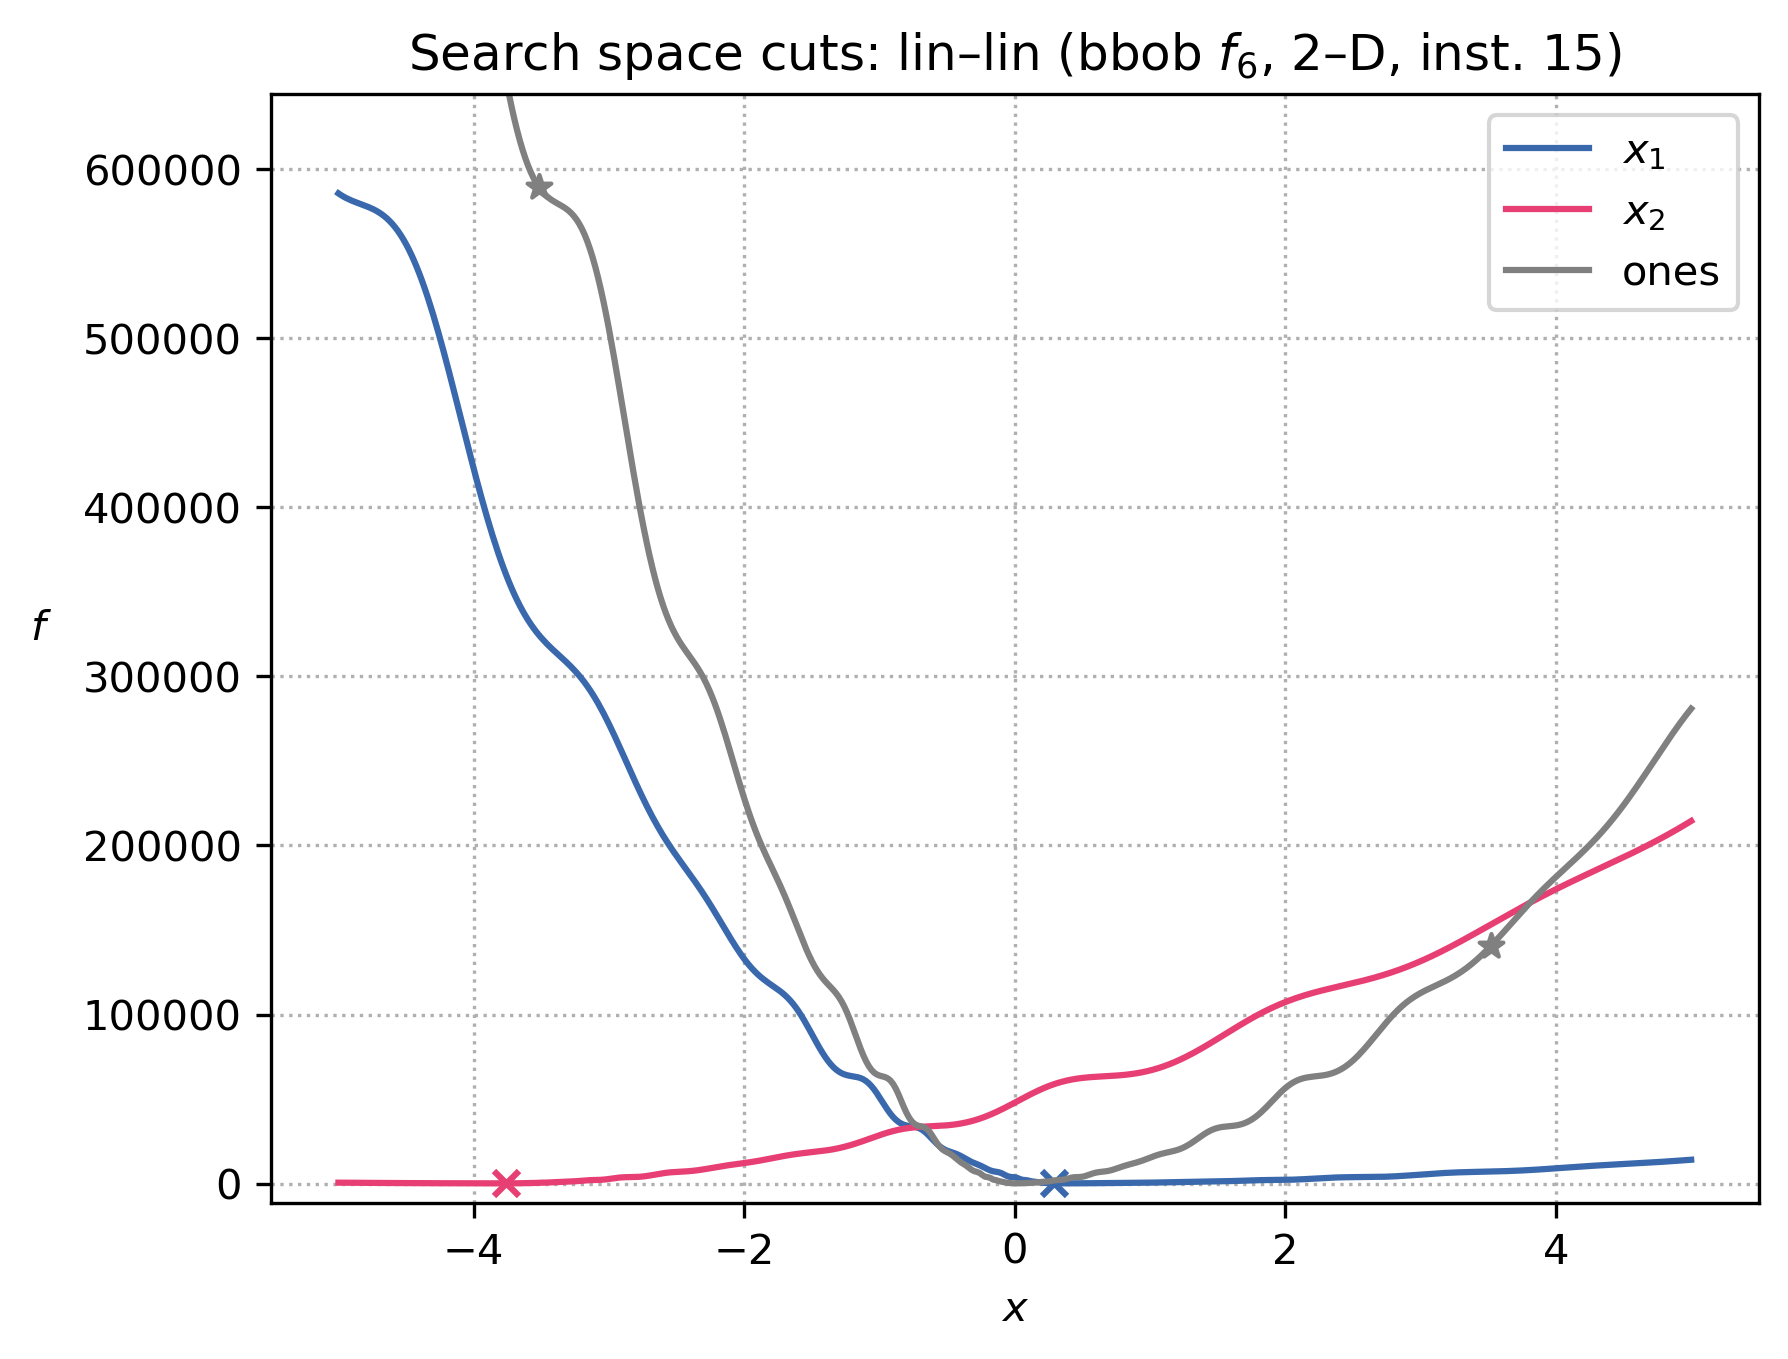 Search space cuts: lin–lin (bbob f6, 2–D, inst. 15)
x1
x2
ones
600000
500000
400000
300000
200000
100000
0
f
−4
−2
0
2
4
x